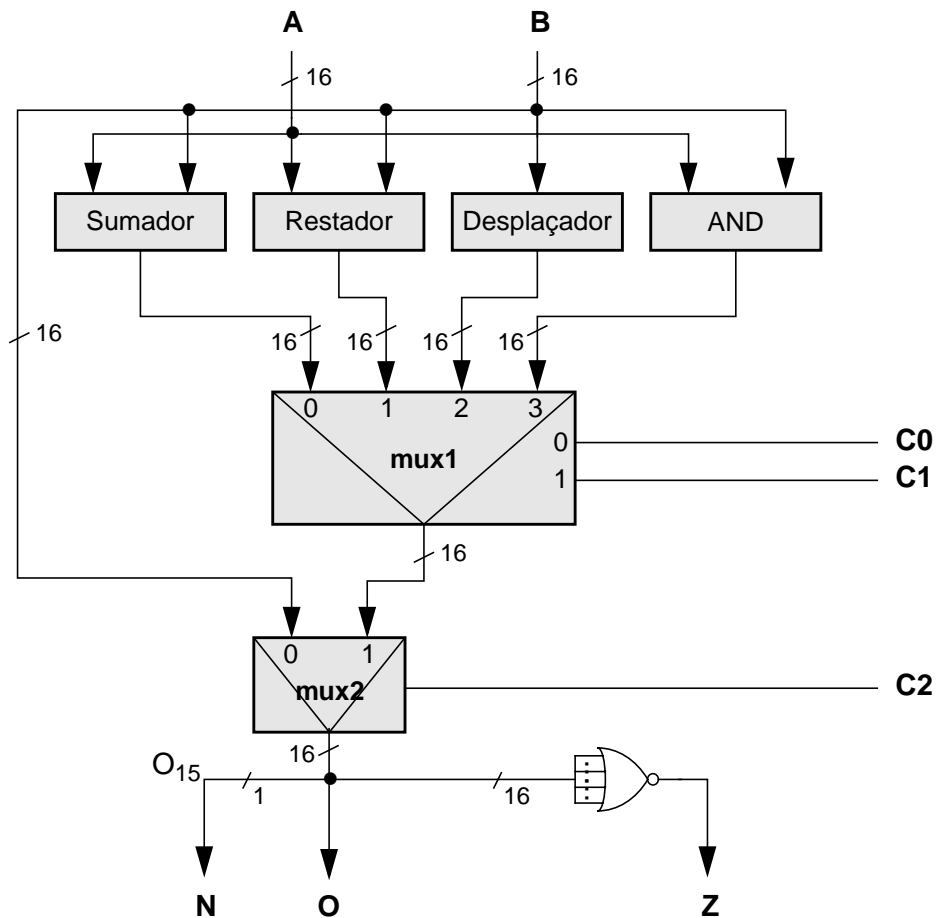 A B
16 16
Sumador Restador Desplaçador AND
16
16 16 16 16
0 1 2 3
0 C0
mux1
1 C1
16
0 1
mux2 C2
16
O15
1 16
N O Z